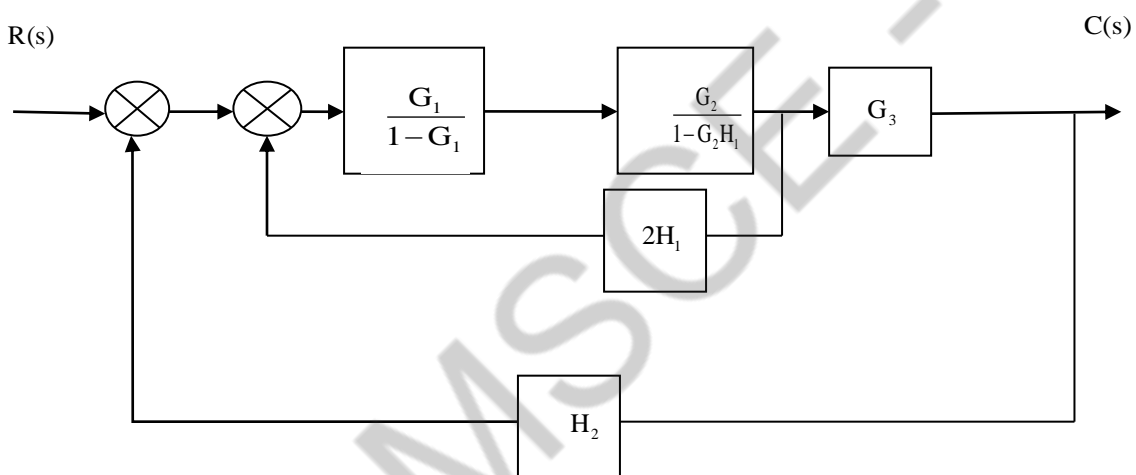 R(s)
C(s)
G₁
1 − G₁
G₂
1−G₂H₁
G₃
2H₁
H₂
MSCE -